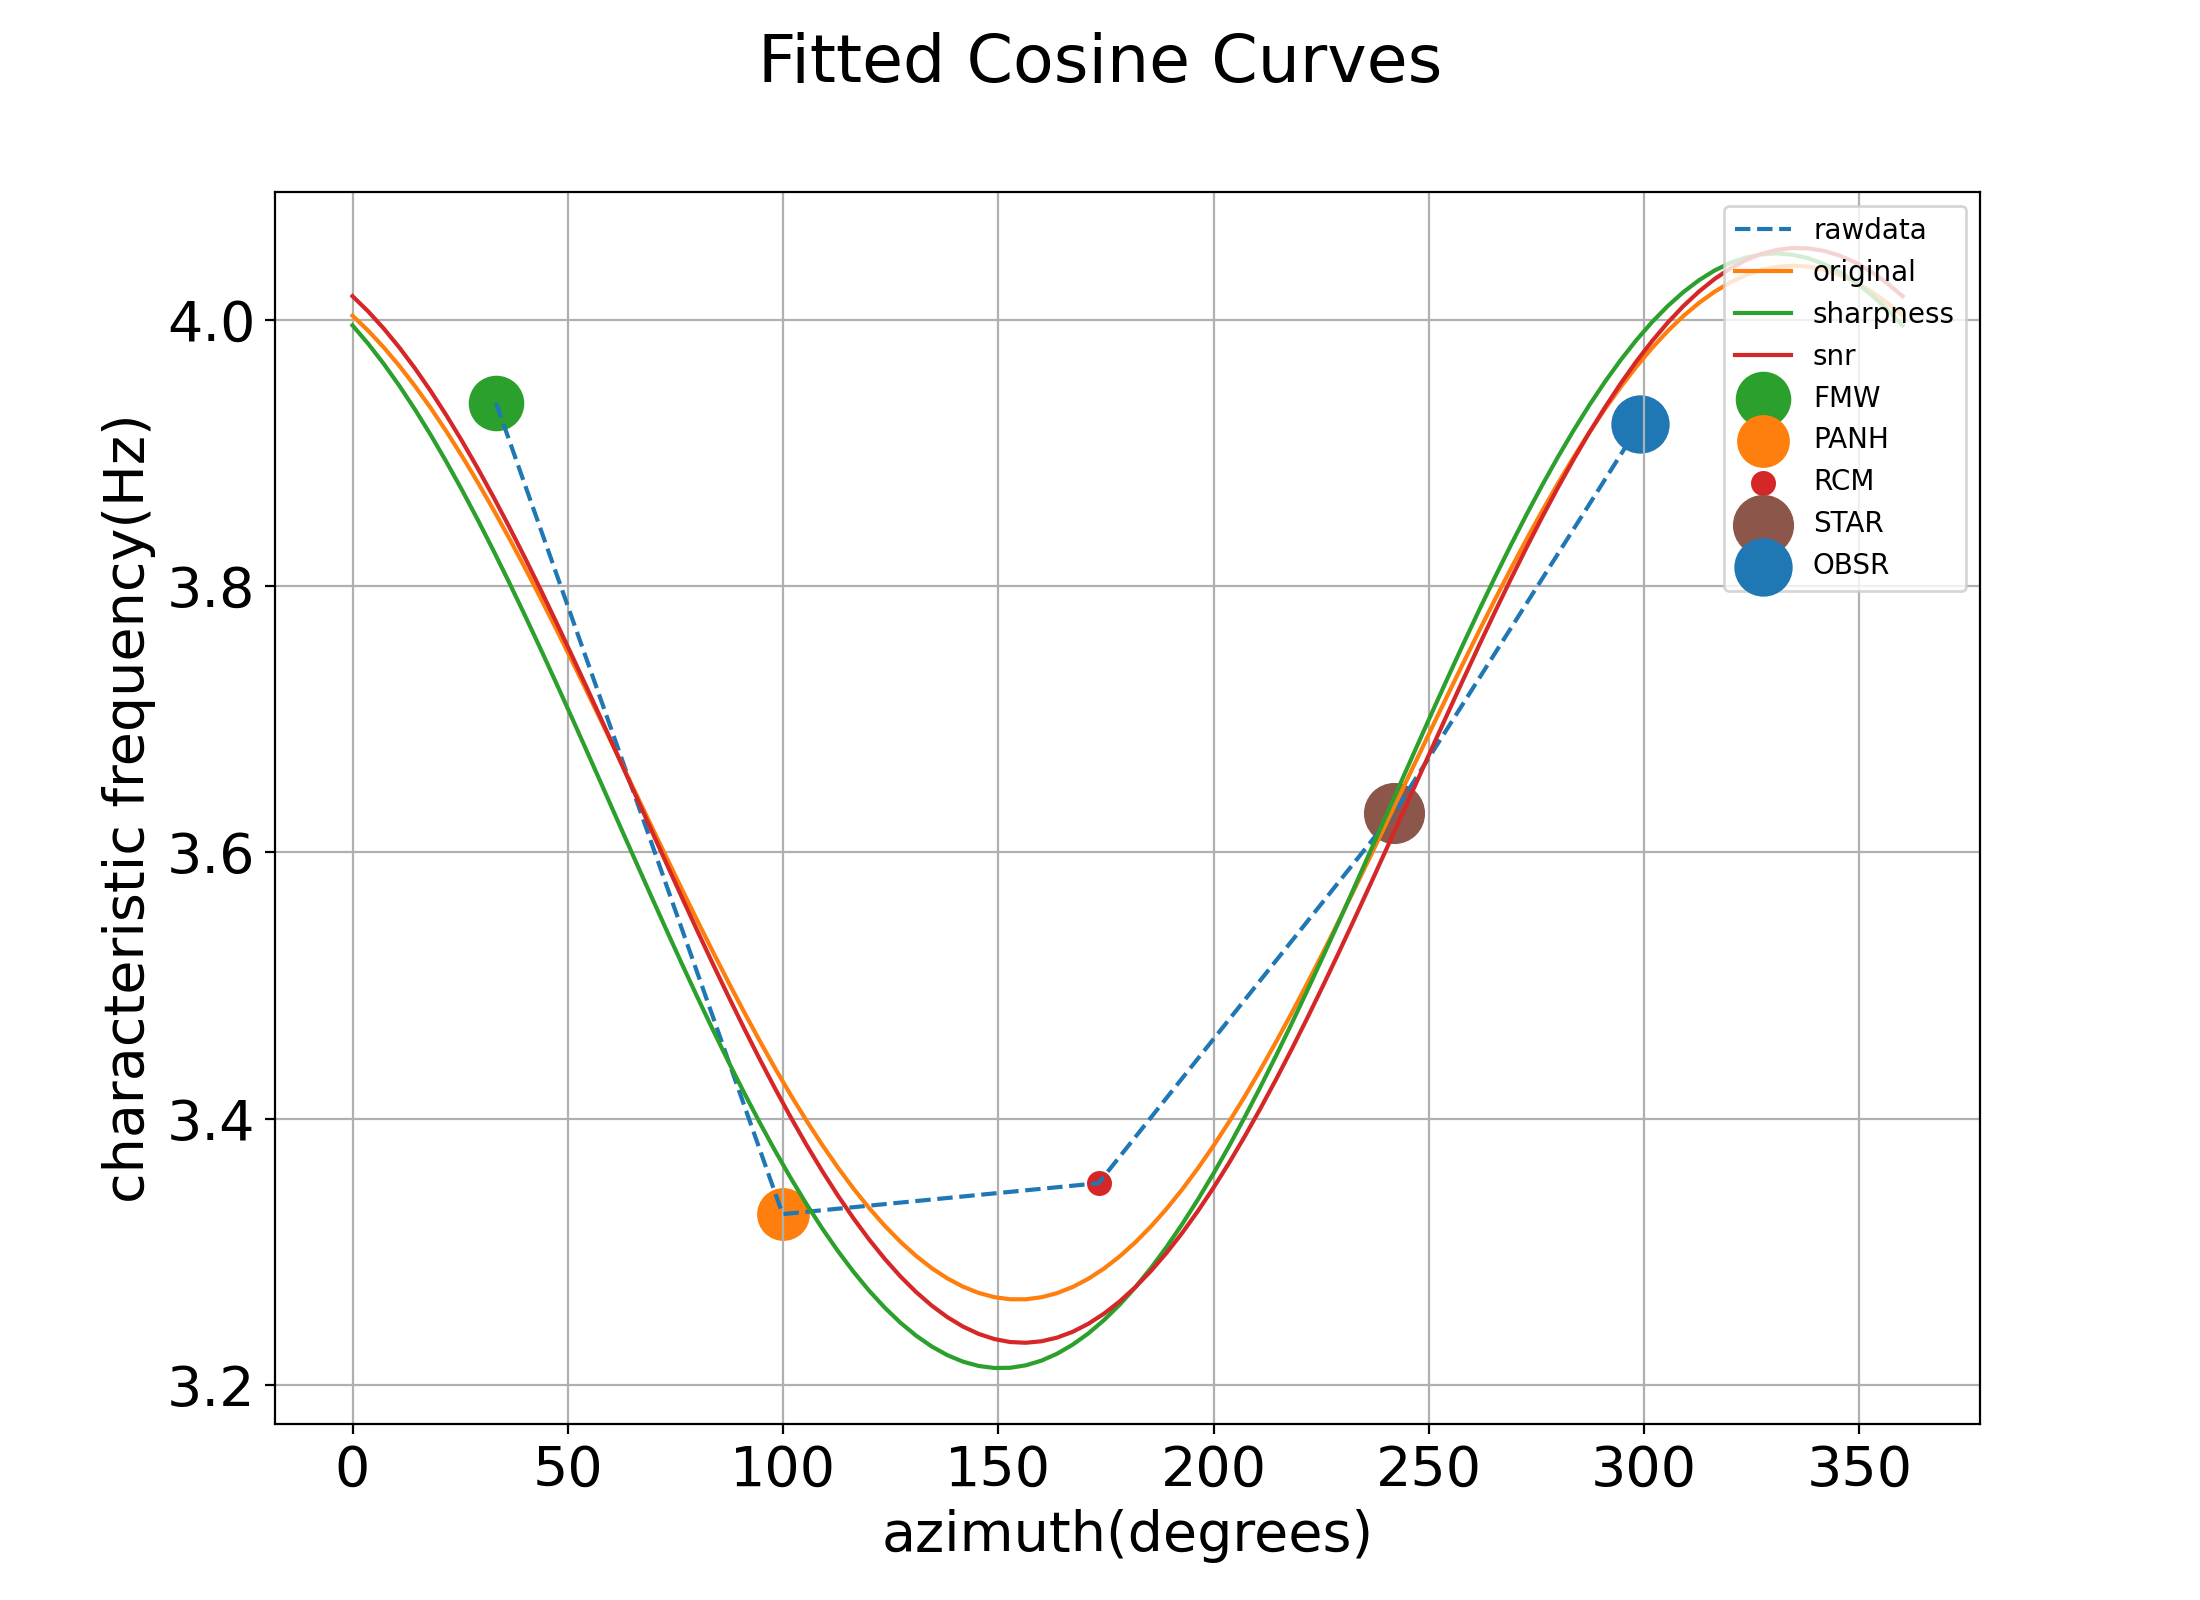 Fitted Cosine Curves
rawdata
original
sharpness
snr
FMW
PANH
RCM
STAR
OBSR
characteristic frequency(Hz)
4.0
3.8
3.6
3.4
3.2
0 50 100 150 200 250 300 350
azimuth(degrees)